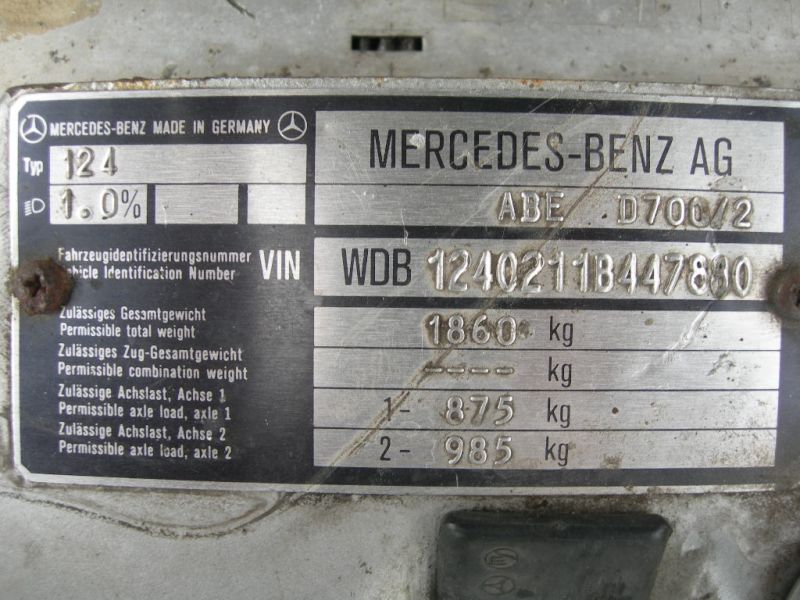 MERCEDES-BENZ MADE IN GERMANY
MERCEDES-BENZ AG
Typ 124
1.0%
ABE D700/2
Fahrzeugidentifizierungsnummer
Vehicle Identification Number
VIN
WDB 1240211B447880
Zulässiges Gesamtgewicht
Permissible total weight
1860 kg
Zulässiges Zug-Gesamtgewicht
Permissible combination weight
---- kg
Zulässige Achslast, Achse 1
Permissible axle load, axle 1
1- 875 kg
Zulässige Achslast, Achse 2
Permissible axle load, axle 2
2- 985 kg